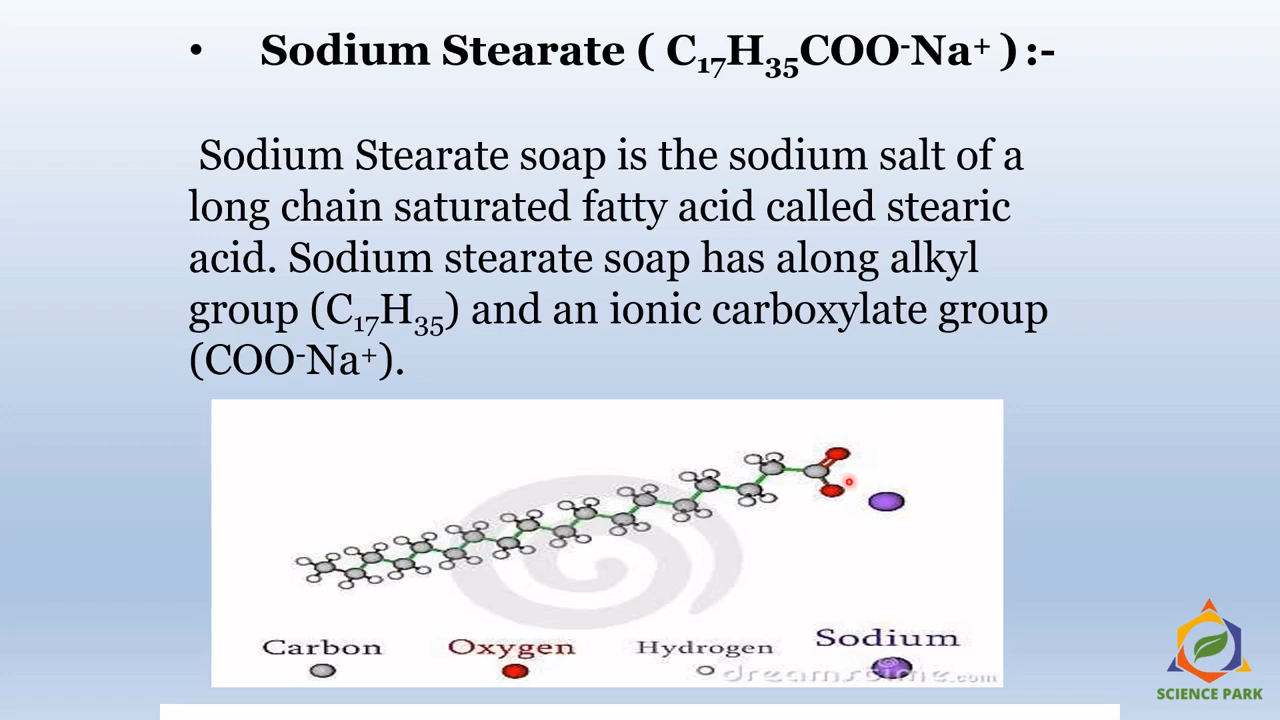 • Sodium Stearate ( C₁₇H₃₅COO⁻Na⁺ ) :-
Sodium Stearate soap is the sodium salt of a
long chain saturated fatty acid called stearic
acid. Sodium stearate soap has along alkyl
group (C₁₇H₃₅) and an ionic carboxylate group
(COO⁻Na⁺).
Carbon Oxygen Hydrogen Sodium
dreamstime.com
SCIENCE PARK